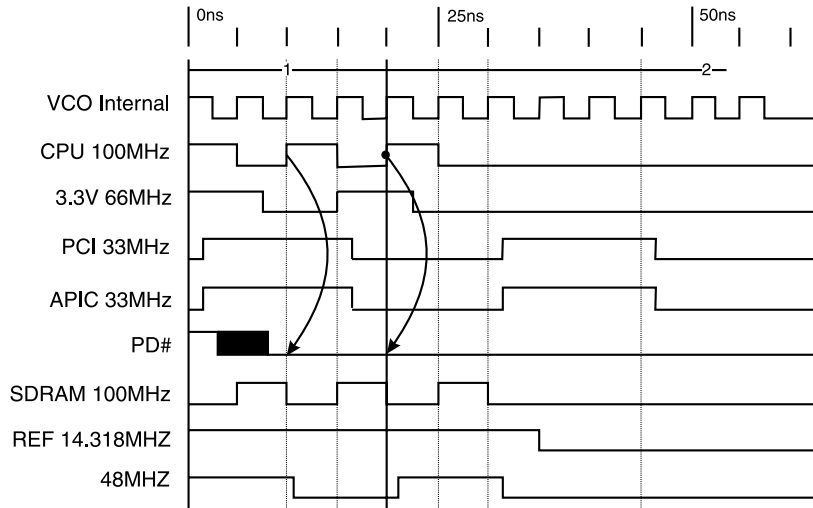 0ns 25ns 50ns
1 2
VCO Internal
CPU 100MHz
3.3V 66MHz
PCI 33MHz
APIC 33MHz
PD#
SDRAM 100MHz
REF 14.318MHZ
48MHZ